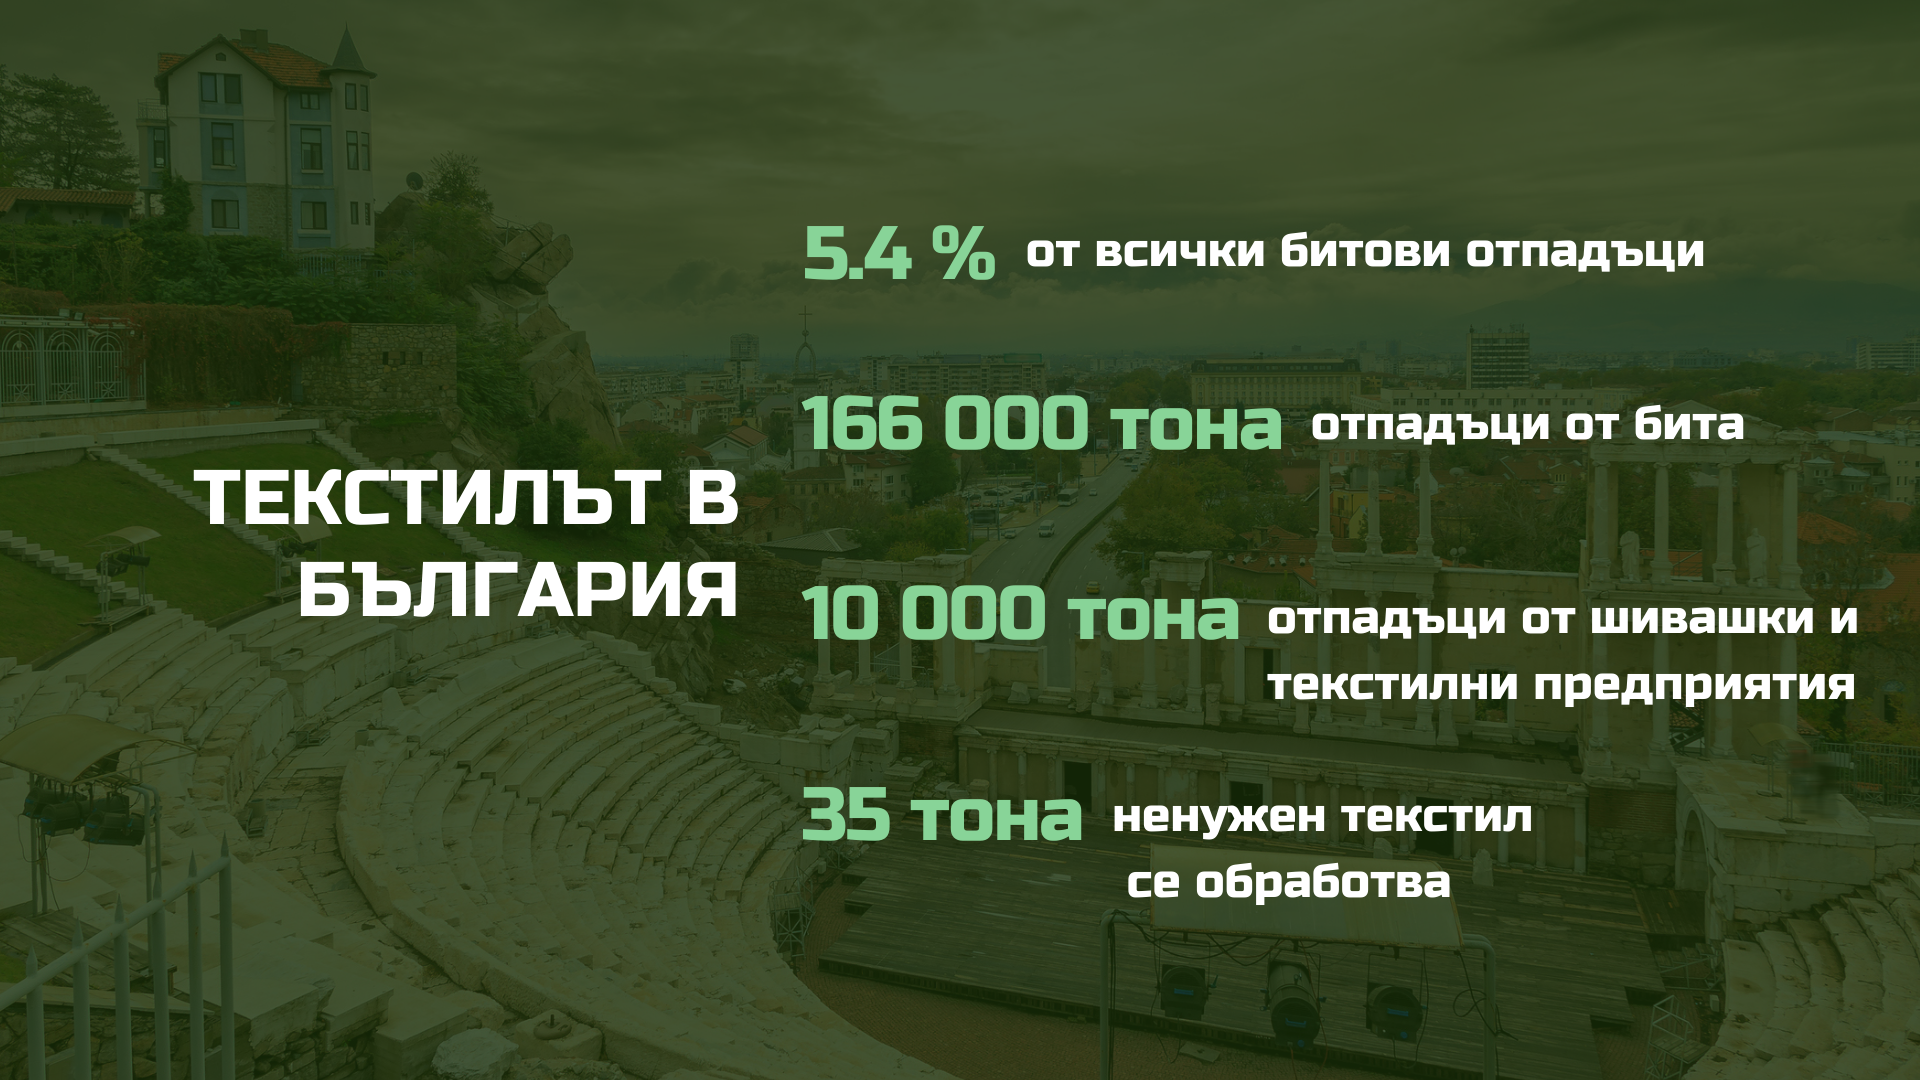 ТЕКСТИЛЪТ В
БЪЛГАРИЯ
5.4 % от всички битови отпадъци
166 000 тона отпадъци от бита
10 000 тона отпадъци от шивашки и
текстилни предприятия
35 тона ненужен текстил
се обработва